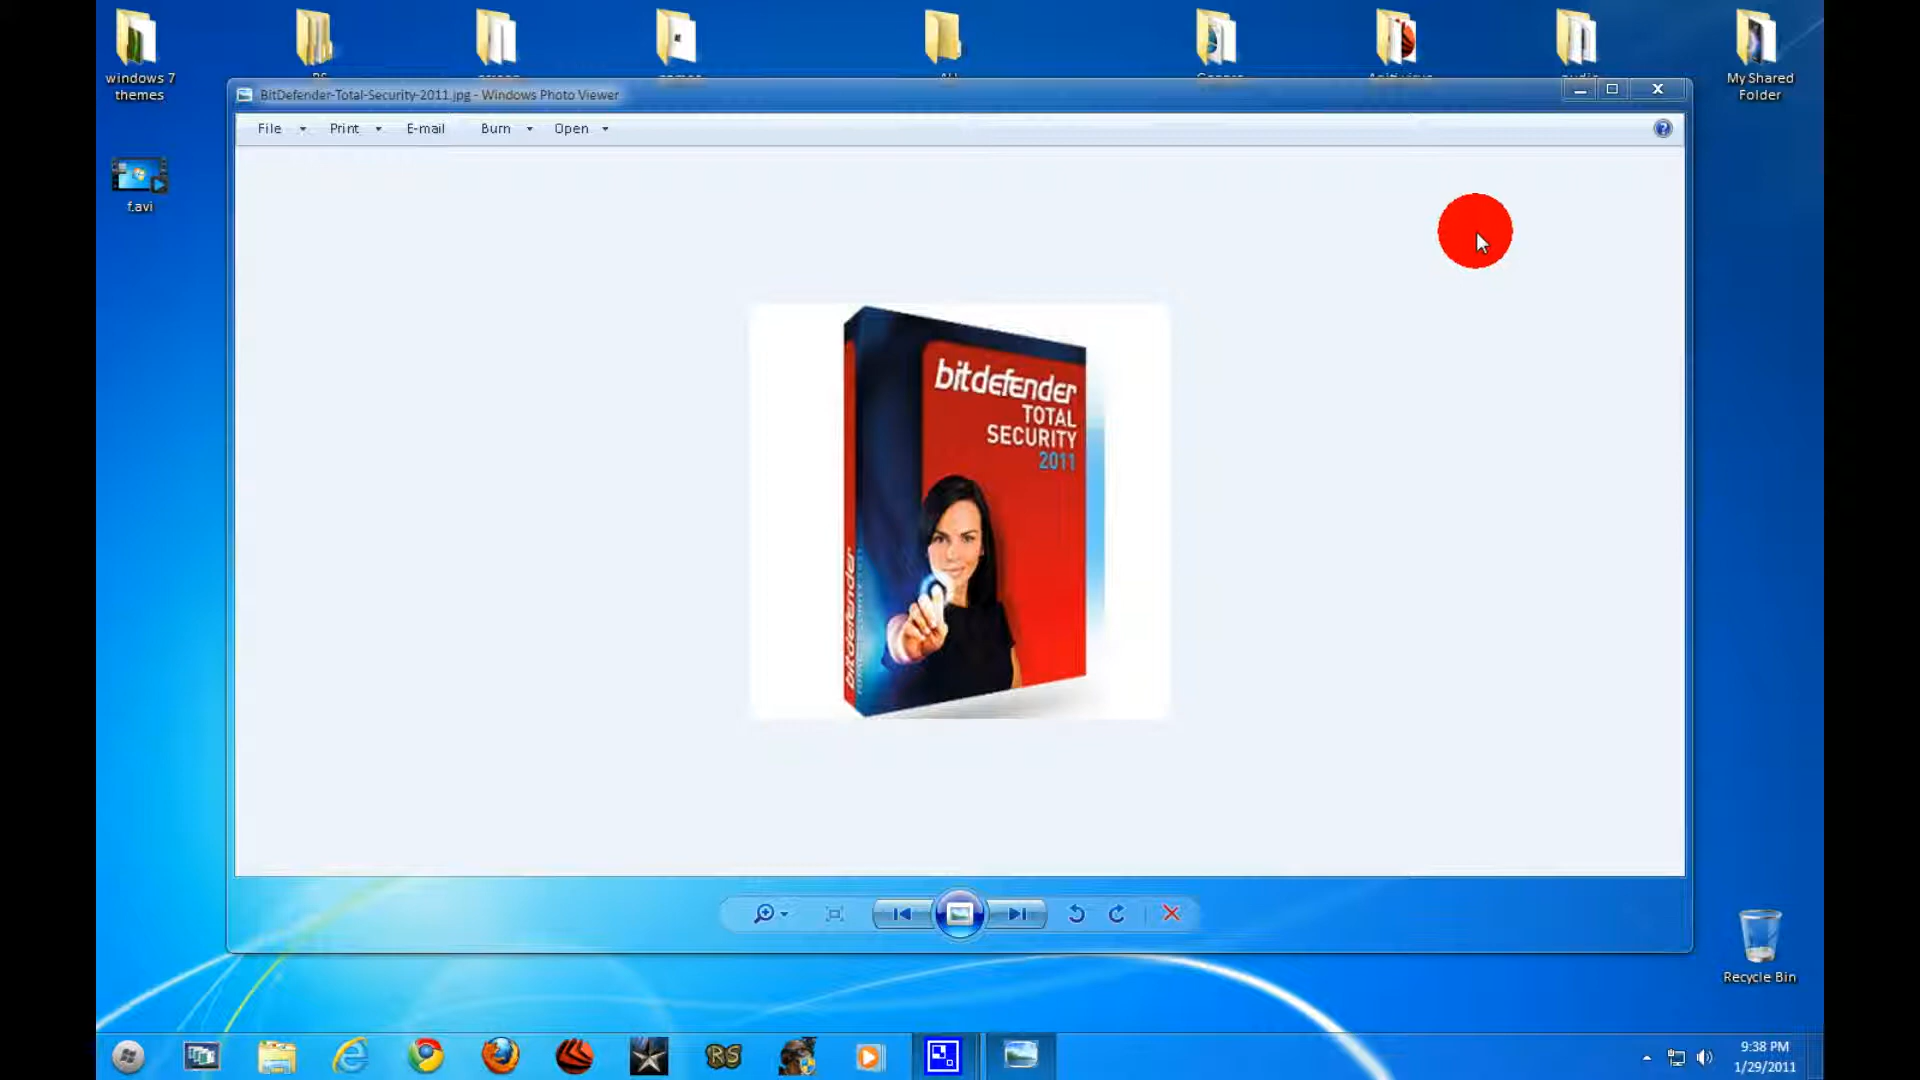 windows 7
themes
My Shared
Folder
BitDefender-Total-Security-2011.jpg - Windows Photo Viewer
File
Print
E-mail
Burn
Open
f.avi
bitdefender
TOTAL
SECURITY
2011
bitdefender
Recycle Bin
RS
9:38 PM
1/29/2011